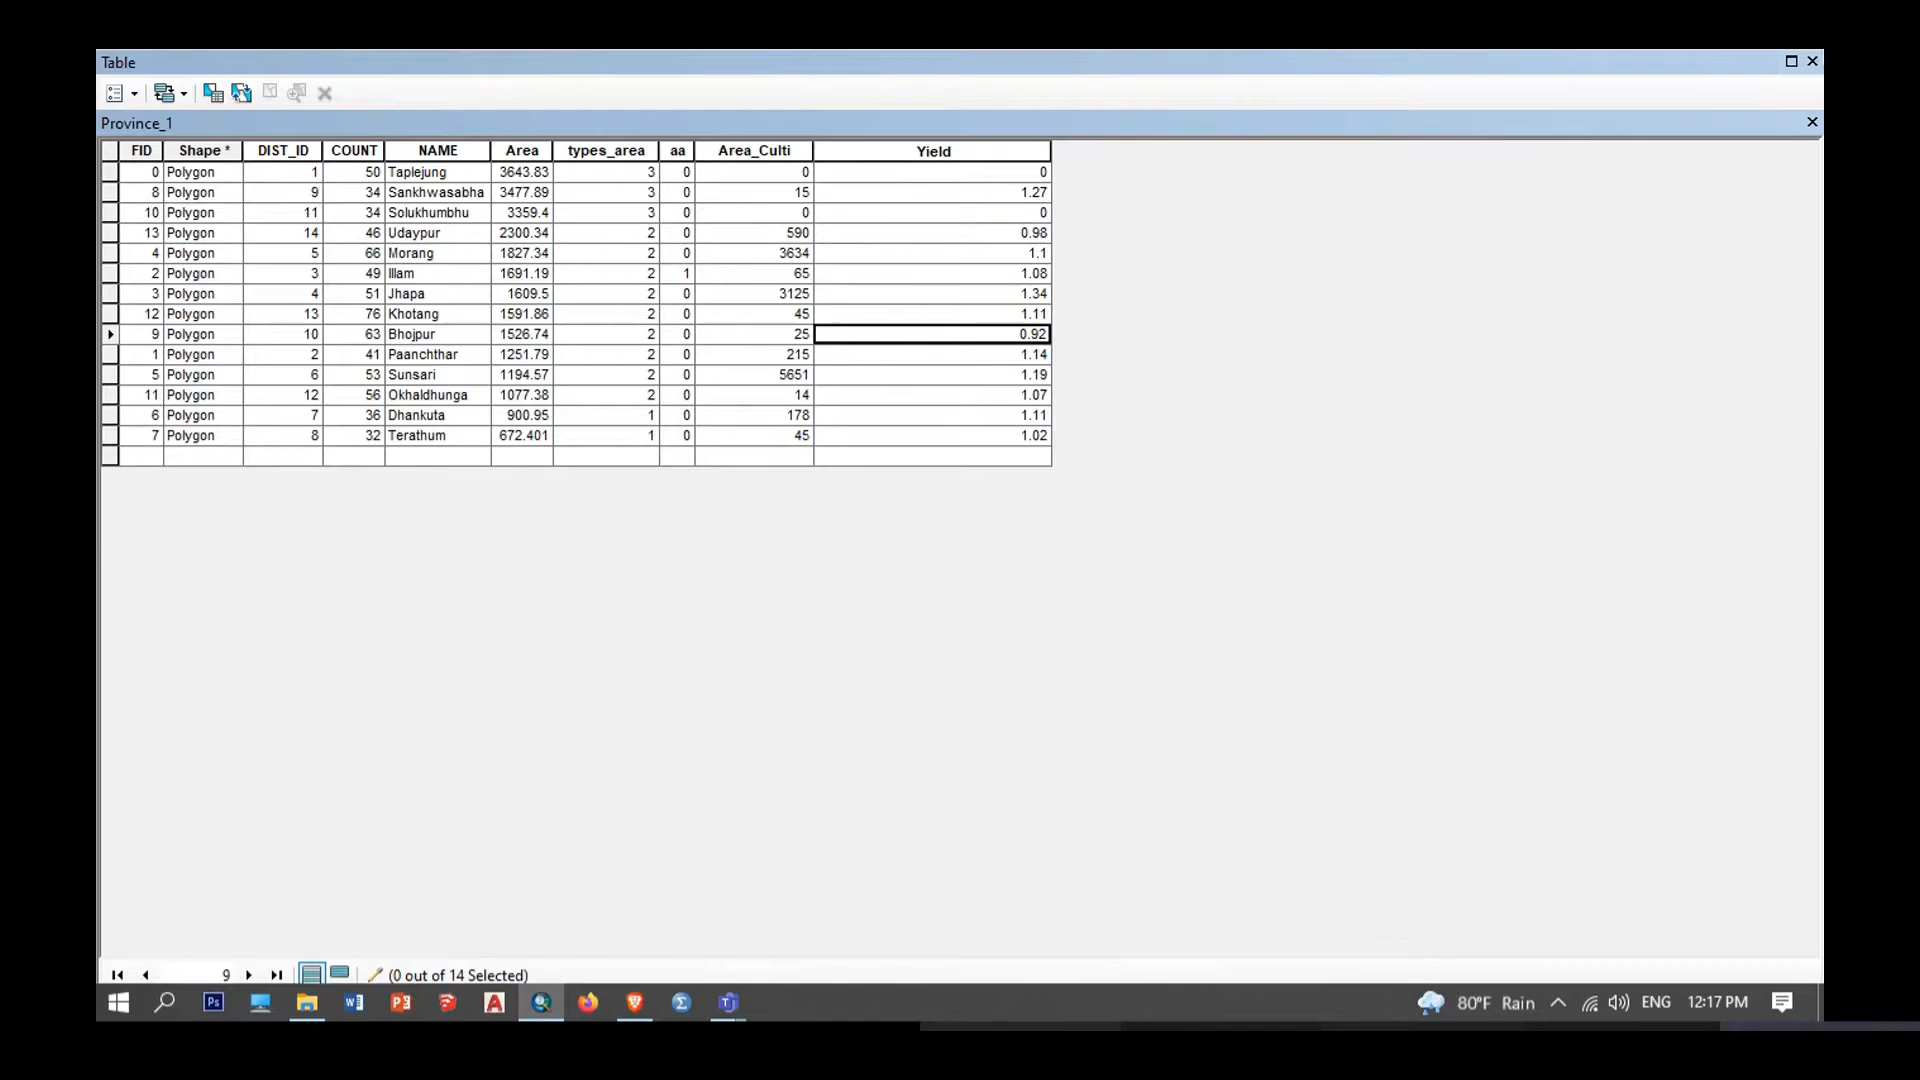 Table
Province_1
FID Shape * DIST_ID COUNT NAME Area types_area aa Area_Culti Yield
0 Polygon 1 50 Taplejung 3643.83 3 0 0 0
8 Polygon 9 34 Sankhwasabha 3477.89 3 0 15 1.27
10 Polygon 11 34 Solukhumbhu 3359.4 3 0 0 0
13 Polygon 14 46 Udaypur 2300.34 2 0 590 0.98
4 Polygon 5 66 Morang 1827.34 2 0 3634 1.1
2 Polygon 3 49 Illam 1691.19 2 1 65 1.08
3 Polygon 4 51 Jhapa 1609.5 2 0 3125 1.34
12 Polygon 13 76 Khotang 1591.86 2 0 45 1.11
9 Polygon 10 63 Bhojpur 1526.74 2 0 25 0.92
1 Polygon 2 41 Paanchthar 1251.79 2 0 215 1.14
5 Polygon 6 53 Sunsari 1194.57 2 0 5651 1.19
11 Polygon 12 56 Okhaldhunga 1077.38 2 0 14 1.07
6 Polygon 7 36 Dhankuta 900.95 1 0 178 1.11
7 Polygon 8 32 Terathum 672.401 1 0 45 1.02
9 (0 out of 14 Selected)
80°F Rain ENG 12:17 PM